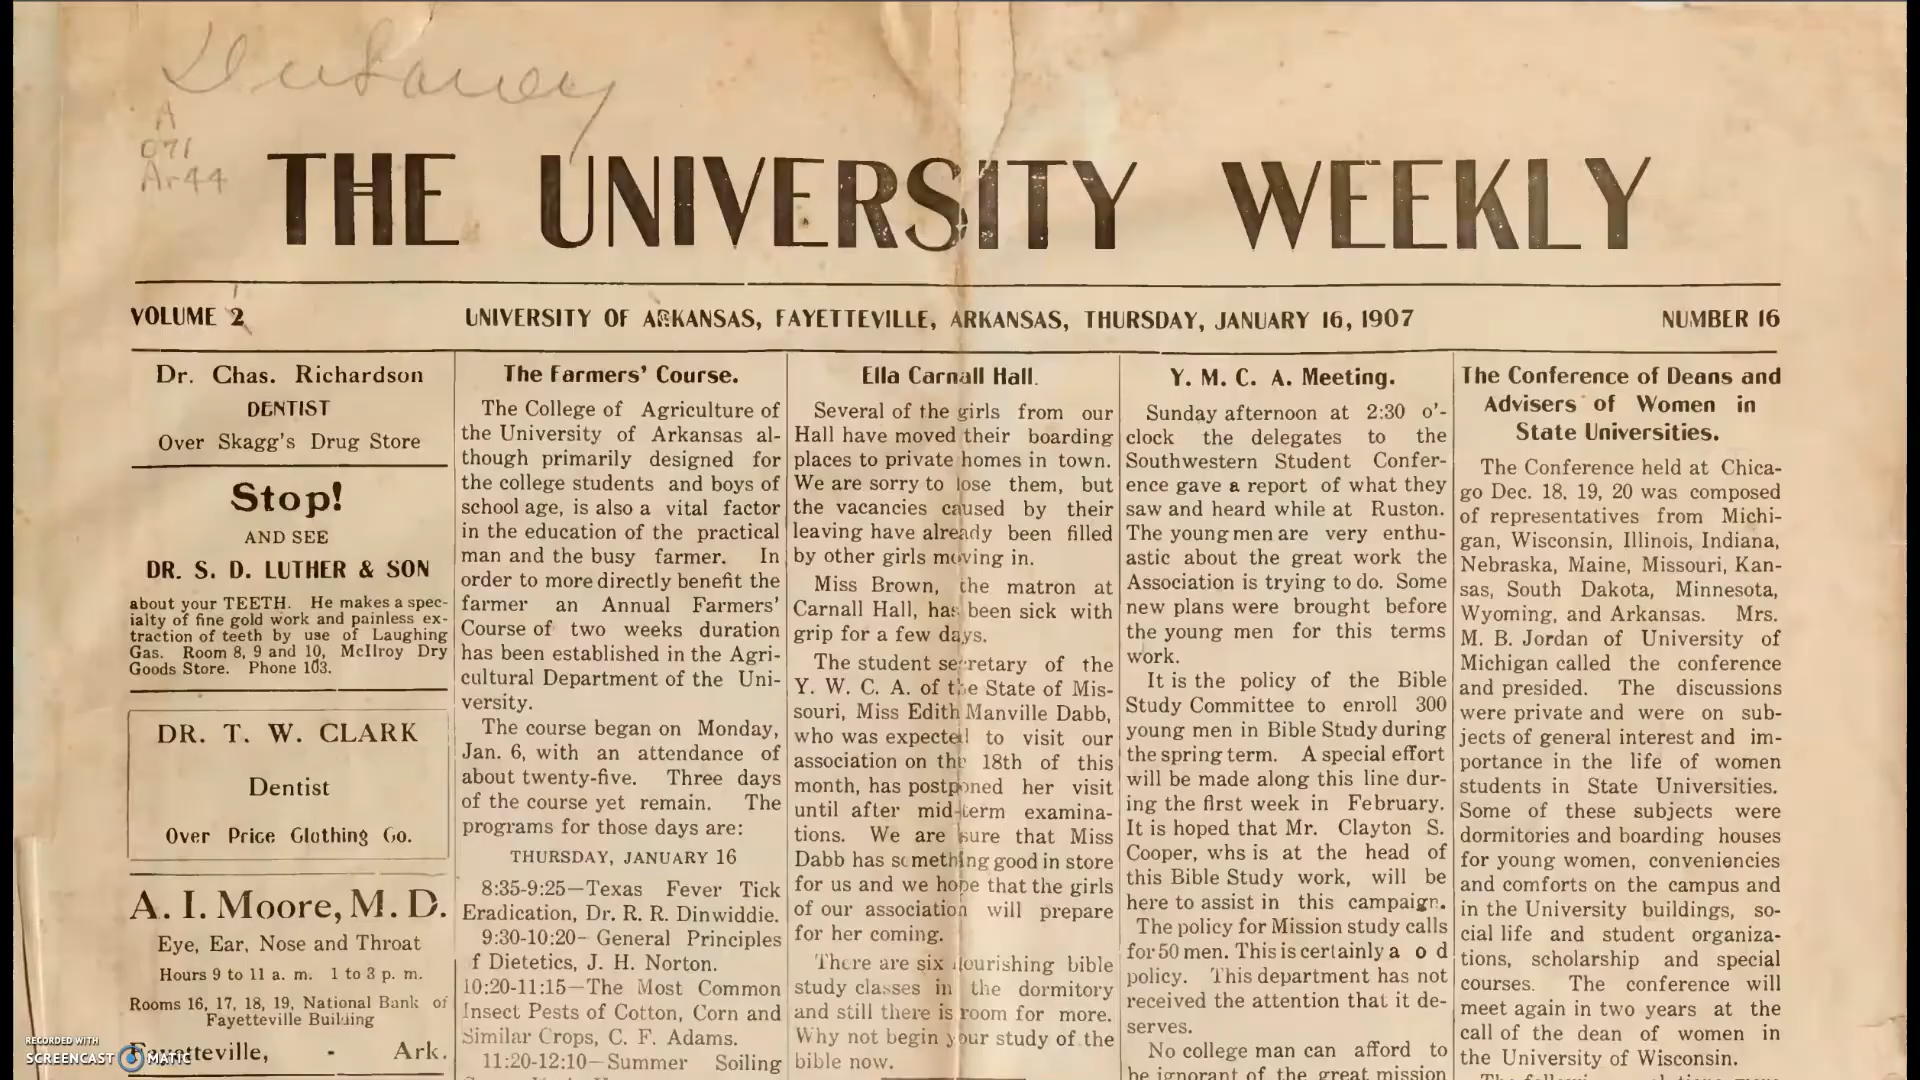 Dulaney
A
071
Ar44
THE UNIVERSITY WEEKLY
VOLUME 2
UNIVERSITY OF ARKANSAS, FAYETTEVILLE, ARKANSAS, THURSDAY, JANUARY 16, 1907
NUMBER 16
Dr. Chas. Richardson
DENTIST
Over Skagg's Drug Store
Stop!
AND SEE
DR. S. D. LUTHER & SON
about your TEETH. He makes a spec-
ialty of fine gold work and painless ex-
traction of teeth by use of Laughing
Gas. Room 8, 9 and 10, McIlroy Dry
Goods Store. Phone 103.
DR. T. W. CLARK
Dentist
Over Price Clothing Co.
A. I. Moore, M. D.
Eye, Ear, Nose and Throat
Hours 9 to 11 a. m. 1 to 3 p. m.
Rooms 16, 17, 18, 19, National Bank of
Fayetteville Building
Fayetteville, - Ark.
The Farmers' Course.
The College of Agriculture of
the University of Arkansas al-
though primarily designed for
the college students and boys of
school age, is also a vital factor
in the education of the practical
man and the busy farmer. In
order to more directly benefit the
farmer an Annual Farmers'
Course of two weeks duration
has been established in the Agri-
cultural Department of the Uni-
versity.
The course began on Monday,
Jan. 6, with an attendance of
about twenty-five. Three days
of the course yet remain. The
programs for those days are:
THURSDAY, JANUARY 16
8:35-9:25—Texas Fever Tick
Eradication, Dr. R. R. Dinwiddie.
9:30-10:20- General Principles
f Dietetics, J. H. Norton.
10:20-11:15—The Most Common
Insect Pests of Cotton, Corn and
Similar Crops, C. F. Adams.
11:20-12:10—Summer Soiling
Ella Carnall Hall.
Several of the girls from our
Hall have moved their boarding
places to private homes in town.
We are sorry to lose them, but
the vacancies caused by their
leaving have already been filled
by other girls moving in.
Miss Brown, the matron at
Carnall Hall, has been sick with
grip for a few days.
The student secretary of the
Y. W. C. A. of the State of Mis-
souri, Miss Edith Manville Dabb,
who was expected to visit our
association on the 18th of this
month, has postponed her visit
until after mid-term examina-
tions. We are sure that Miss
Dabb has something good in store
for us and we hope that the girls
of our association will prepare
for her coming.
There are six flourishing bible
study classes in the dormitory
and still there is room for more.
Why not begin your study of the
bible now.
Y. M. C. A. Meeting.
Sunday afternoon at 2:30 o'-
clock the delegates to the
Southwestern Student Confer-
ence gave a report of what they
saw and heard while at Ruston.
The young men are very enthu-
astic about the great work the
Association is trying to do. Some
new plans were brought before
the young men for this terms
work.
It is the policy of the Bible
Study Committee to enroll 300
young men in Bible Study during
the spring term. A special effort
will be made along this line dur-
ing the first week in February.
It is hoped that Mr. Clayton S.
Cooper, whs is at the head of
this Bible Study work, will be
here to assist in this campaign.
The policy for Mission study calls
for 50 men. This is certainly a o d
policy. This department has not
received the attention that it de-
serves.
No college man can afford to
be ignorant of the great mission
The Conference of Deans and
Advisers of Women in
State Universities.
The Conference held at Chica-
go Dec. 18, 19, 20 was composed
of representatives from Michi-
gan, Wisconsin, Illinois, Indiana,
Nebraska, Maine, Missouri, Kan-
sas, South Dakota, Minnesota,
Wyoming, and Arkansas. Mrs.
M. B. Jordan of University of
Michigan called the conference
and presided. The discussions
were private and were on sub-
jects of general interest and im-
portance in the life of women
students in State Universities.
Some of these subjects were
dormitories and boarding houses
for young women, conveniencies
and comforts on the campus and
in the University buildings, so-
cial life and student organiza-
tions, scholarship and special
courses. The conference will
meet again in two years at the
call of the dean of women in
the University of Wisconsin.
RECORDED WITH
SCREENCAST MATIC